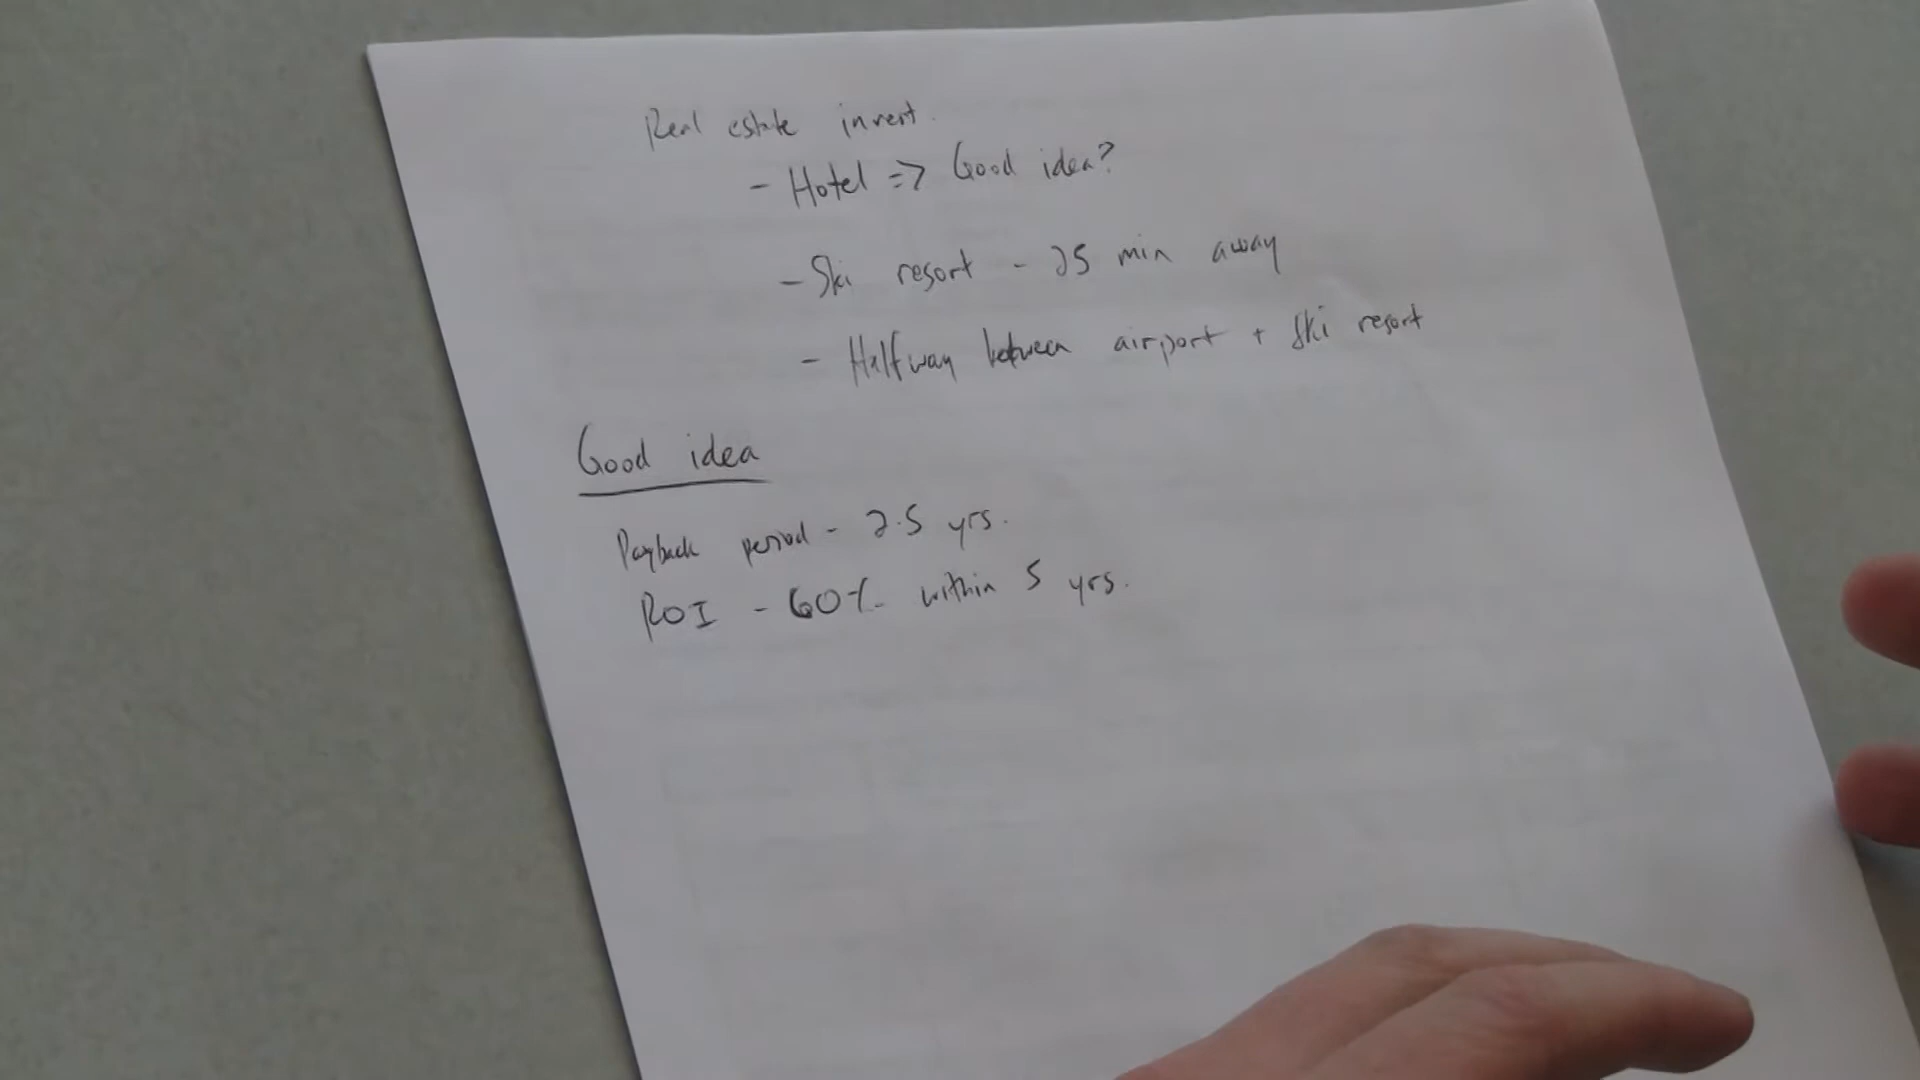 Real estate invest.
- Hotel => Good idea?
- Ski resort - 25 min away
- Halfway between airport + Ski resort
Good idea
Payback period - 2.5 yrs.
ROI - 60% within 5 yrs.